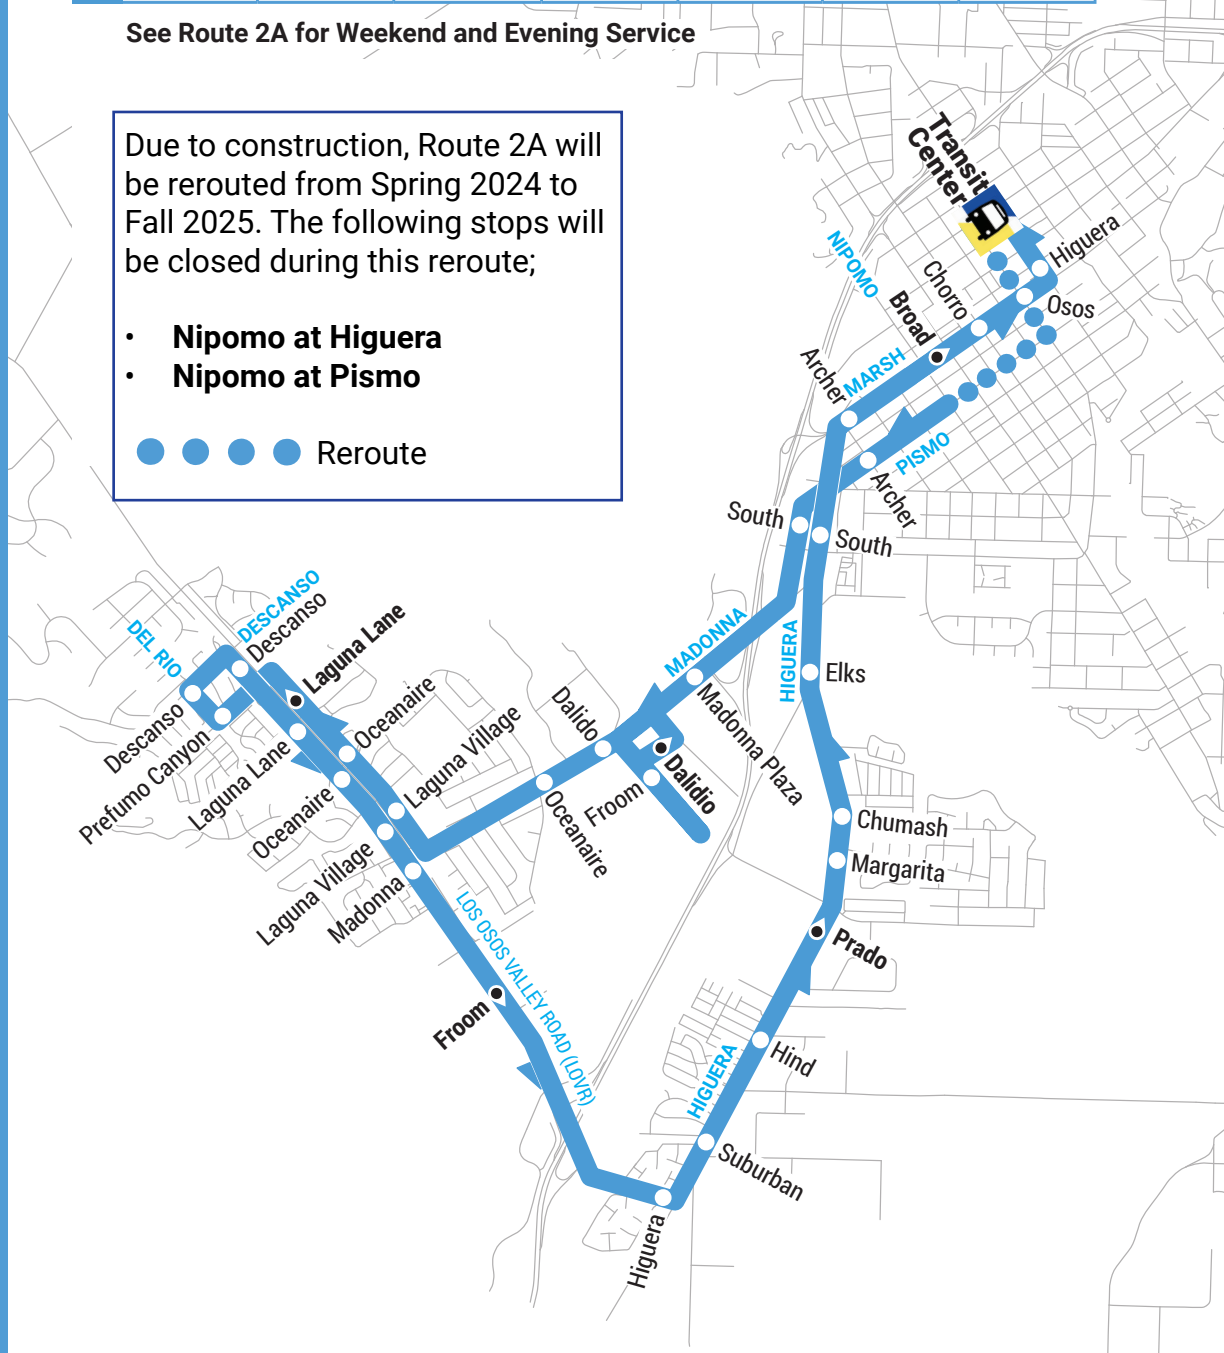 See Route 2A for Weekend and Evening Service
Due to construction, Route 2A will
be rerouted from Spring 2024 to
Fall 2025. The following stops will
be closed during this reroute;
• Nipomo at Higuera
• Nipomo at Pismo
Reroute
Transit
Center
NIPOMO
Higuera
Chorro
Osos
Broad
MARSH
Archer
PISMO
Archer
South
South
DESCANSO
Descanso
DEL RIO
Laguna Lane
MADONNA
HIGUERA
Elks
Oceanaire
Descanso
Dalido
Madonna Plaza
Laguna Village
Prefumo Canyon
Laguna Lane
Dalidio
Froom
Oceanaire
Oceanaire
Chumash
Laguna Village
Margarita
Madonna
LOS OSOS VALLEY ROAD (LOVR)
Prado
Froom
HIGUERA
Hind
Suburban
Higuera